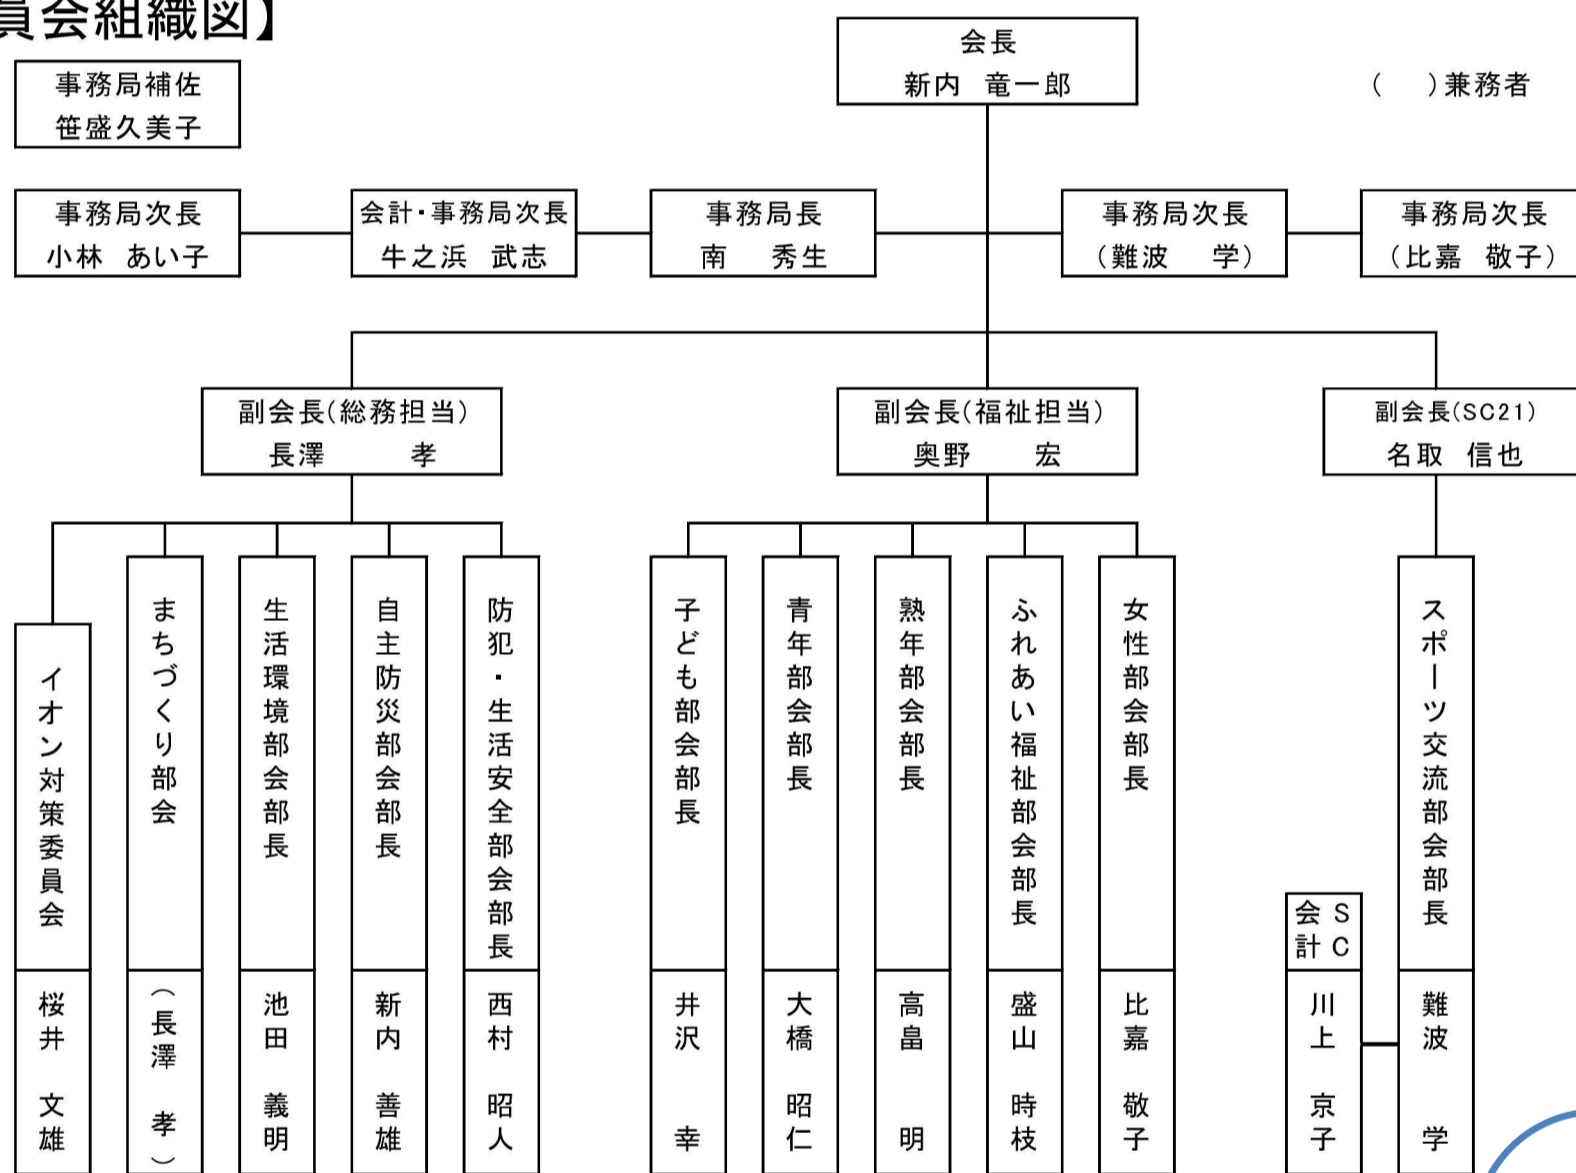 員会組織図】
会長
新内 竜一郎
( )兼務者
事務局補佐
笹盛久美子
事務局次長
小林 あい子
会計・事務局次長
牛之浜 武志
事務局長
南 秀生
事務局次長
(難波 学)
事務局次長
(比嘉 敬子)
副会長(総務担当)
長澤 孝
副会長(福祉担当)
奥野 宏
副会長(SC21)
名取 信也
イオン対策委員会
桜井 文雄
まちづくり部会
(長澤 孝)
生活環境部会部長
池田 義明
自主防災部会部長
新内 善雄
防犯・生活安全部会部長
西村 昭人
子ども部会部長
井沢 幸
青年部会部長
大橋 昭仁
熟年部会部長
高畠 明
ふれあい福祉部会部長
盛山 時枝
女性部会部長
比嘉 敬子
SC
会計
川上 京子
スポーツ交流部会部長
難波 学